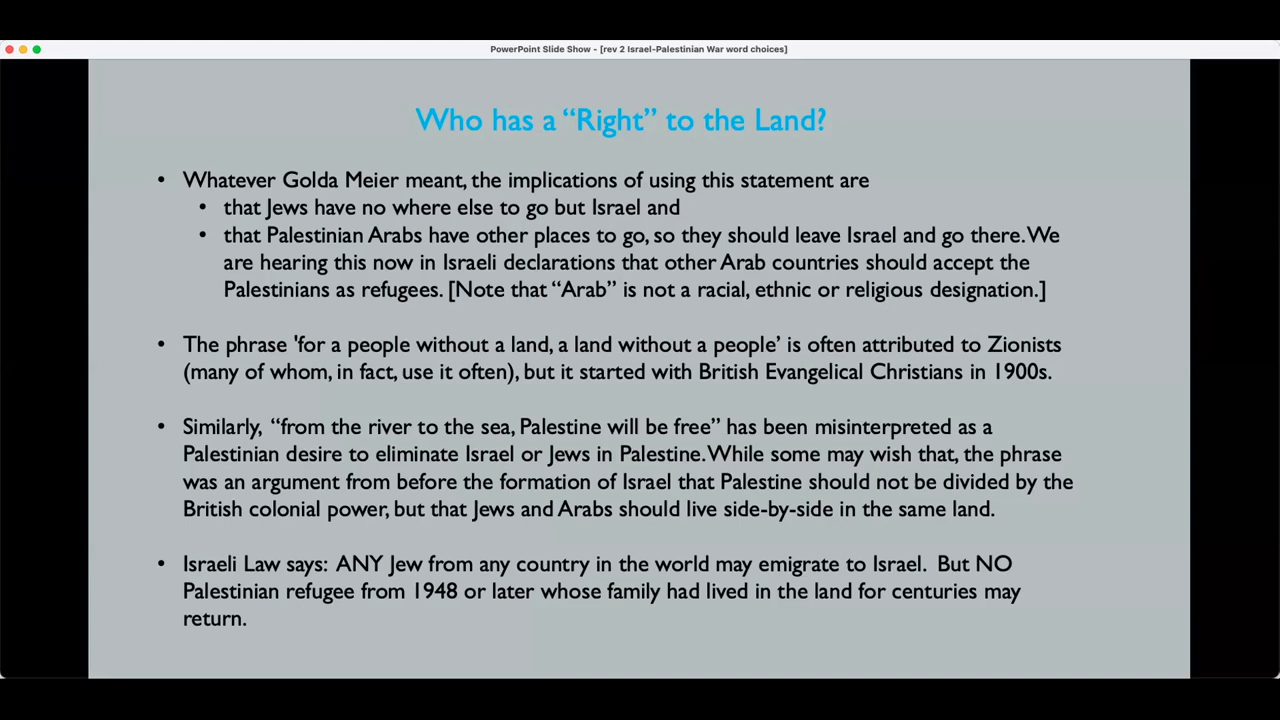 PowerPoint Slide Show - [rev 2 Israel-Palestinian War word choices]
Who has a “Right” to the Land?
• Whatever Golda Meier meant, the implications of using this statement are
• that Jews have no where else to go but Israel and
• that Palestinian Arabs have other places to go, so they should leave Israel and go there. We
are hearing this now in Israeli declarations that other Arab countries should accept the
Palestinians as refugees. [Note that “Arab” is not a racial, ethnic or religious designation.]
• The phrase 'for a people without a land, a land without a people’ is often attributed to Zionists
(many of whom, in fact, use it often), but it started with British Evangelical Christians in 1900s.
• Similarly, “from the river to the sea, Palestine will be free” has been misinterpreted as a
Palestinian desire to eliminate Israel or Jews in Palestine. While some may wish that, the phrase
was an argument from before the formation of Israel that Palestine should not be divided by the
British colonial power, but that Jews and Arabs should live side-by-side in the same land.
• Israeli Law says: ANY Jew from any country in the world may emigrate to Israel. But NO
Palestinian refugee from 1948 or later whose family had lived in the land for centuries may
return.